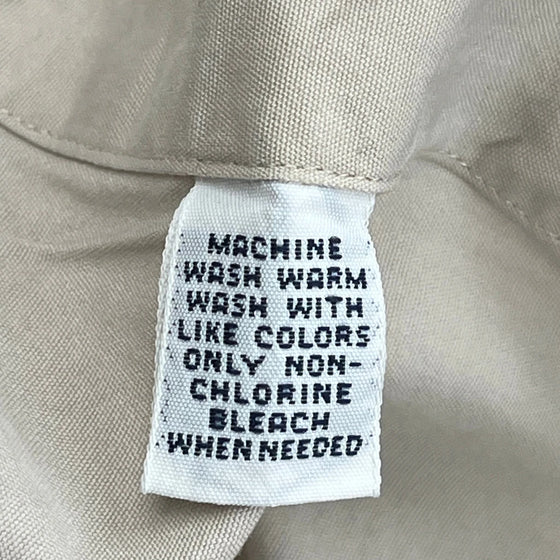 MACHINE
WASH WARM
WASH WITH
LIKE COLORS
ONLY NON-
CHLORINE
BLEACH
WHEN NEEDED